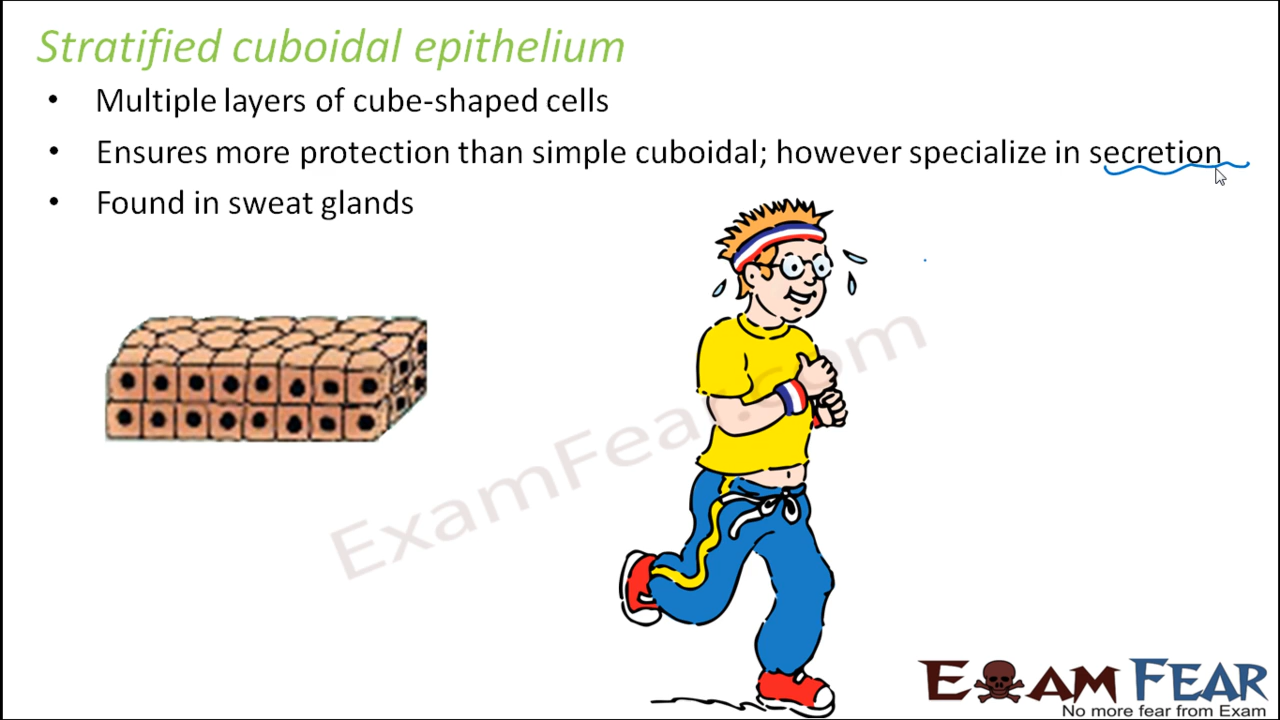 Stratified cuboidal epithelium
• Multiple layers of cube-shaped cells
• Ensures more protection than simple cuboidal; however specialize in secretion
• Found in sweat glands
ExamFear.com
EXAM FEAR
No more fear from Exam